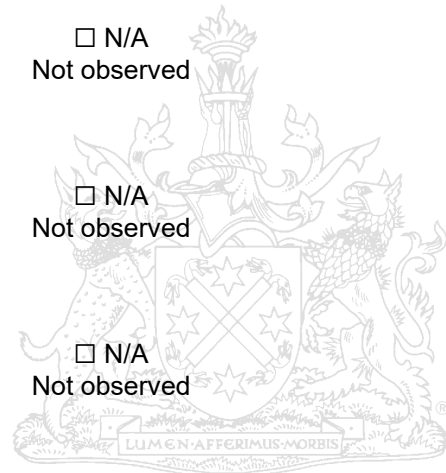 ☐ N/A
Not observed
☐ N/A
Not observed
☐ N/A
Not observed
®
LUMEN·AFFERIMUS·MORBIS